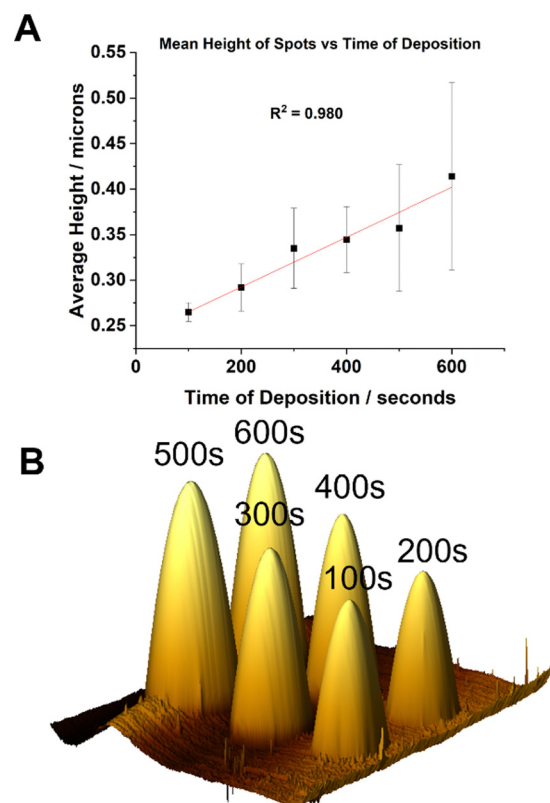 A
Mean Height of Spots vs Time of Deposition
R² = 0.980
Average Height / microns
0.55
0.50
0.45
0.40
0.35
0.30
0.25
0 200 400 600
Time of Deposition / seconds
B
600s
500s
400s
300s
200s
100s